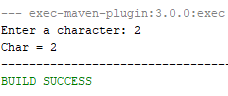 --- exec-maven-plugin:3.0.0:exec
Enter a character: 2
Char = 2
------------------------------------
BUILD SUCCESS